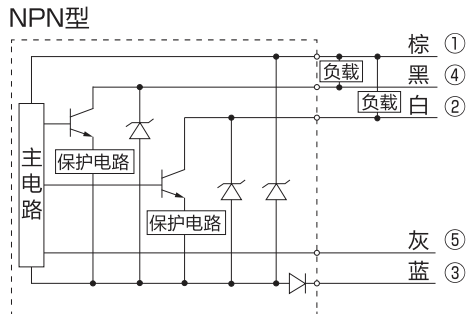 NPN型
棕 ①
负载
黑 ④
负载
白 ②
主电路
保护电路
保护电路
灰 ⑤
蓝 ③